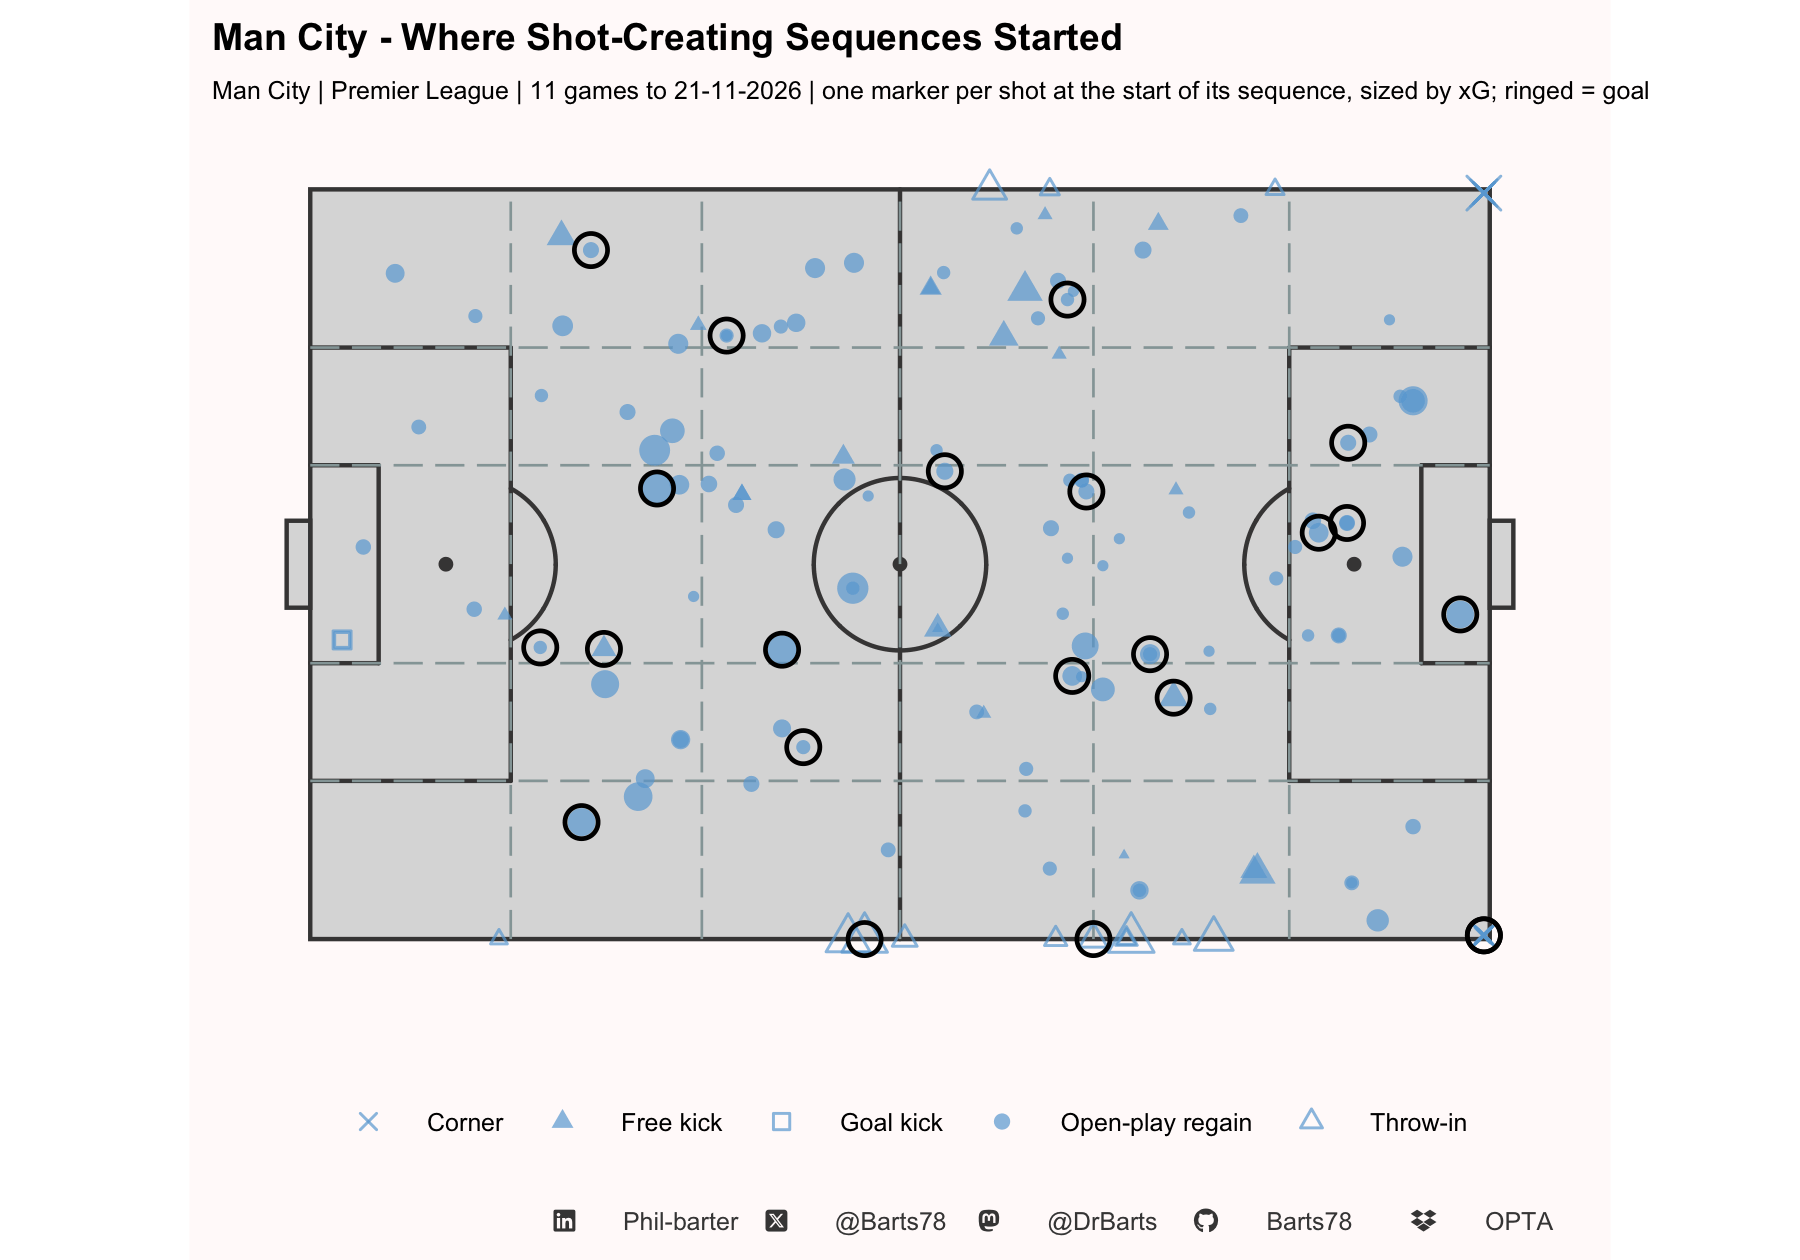 Man City - Where Shot-Creating Sequences Started
Man City | Premier League | 11 games to 21-11-2026 | one marker per shot at the start of its sequence, sized by xG; ringed = goal
Corner Free kick Goal kick Open-play regain Throw-in
Phil-barter @Barts78 @DrBarts Barts78 OPTA